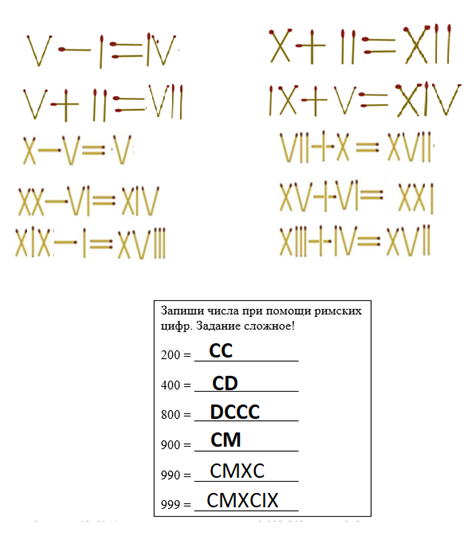 V − I = IV
X + II = XII
V + II = VII
IX + V = XIV
X − V = V
VII + X = XVII
XX − VI = XIV
XV + VI = XXI
XIX − I = XVIII
XIII + IV = XVII
Запиши числа при помощи римских
цифр. Задание сложное!
200 = CC
400 = CD
800 = DCCC
900 = CM
990 = CMXC
999 = CMXCIX